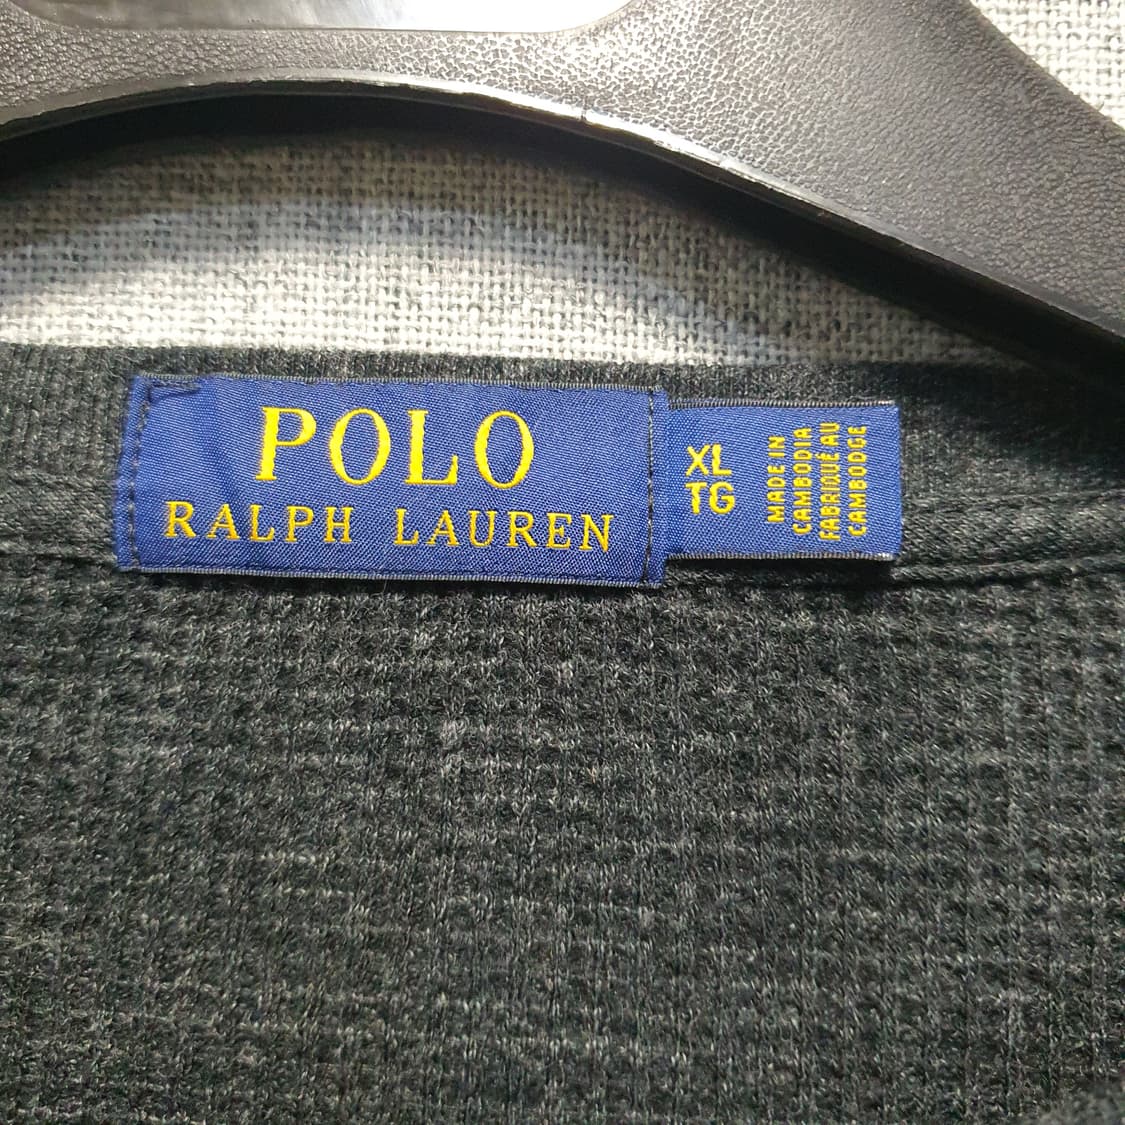 POLO
RALPH LAUREN
XL
TG
MADE IN
CAMBODIA
FABRIQUÉ AU
CAMBODGE